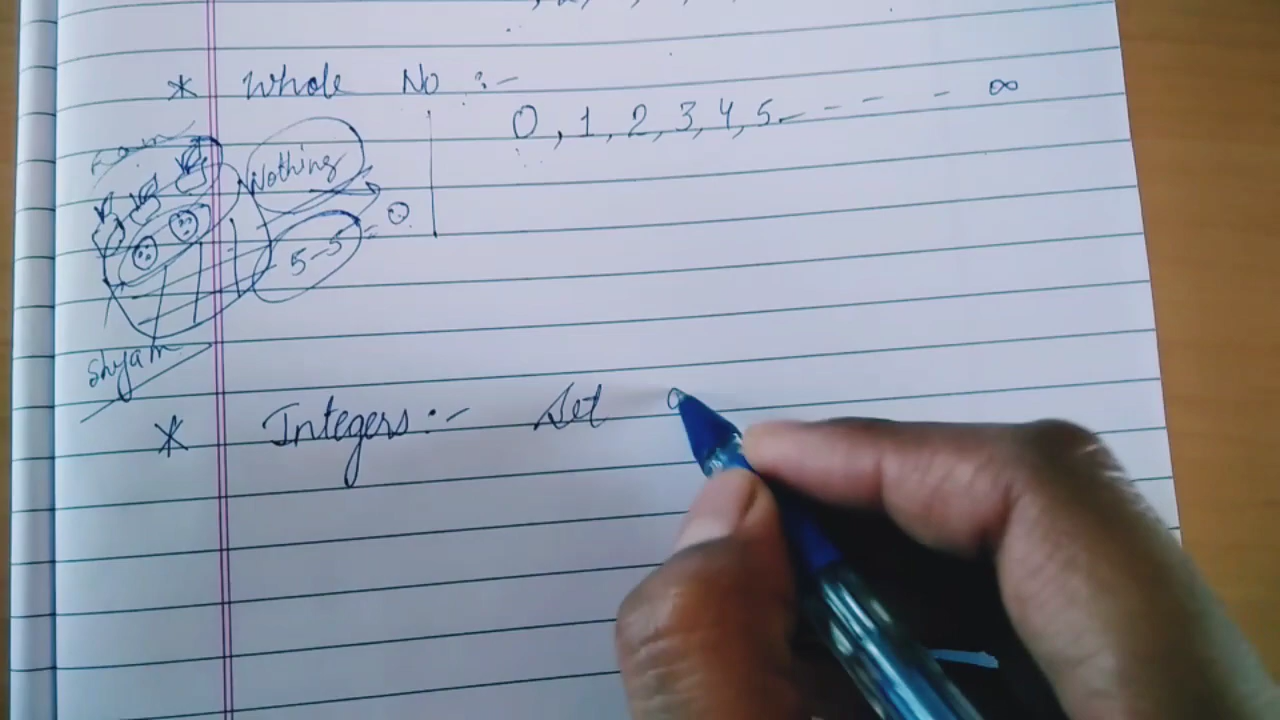 * Whole No :-
0, 1, 2, 3, 4, 5 - - - - ∞
Nothing
5-5 = 0
Shyam
* Integers :- Set